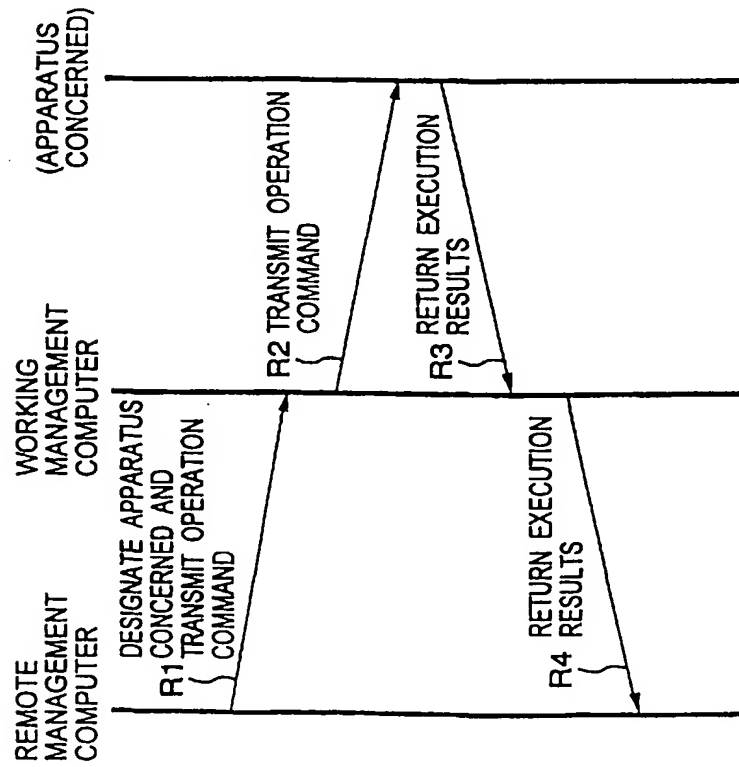 REMOTE
MANAGEMENT
COMPUTER
WORKING
MANAGEMENT
COMPUTER
(APPARATUS
CONCERNED)
DESIGNATE APPARATUS
CONCERNED AND
TRANSMIT OPERATION
COMMAND
R1
R2 TRANSMIT OPERATION
COMMAND
RETURN EXECUTION
RESULTS
R3
RETURN EXECUTION
RESULTS
R4